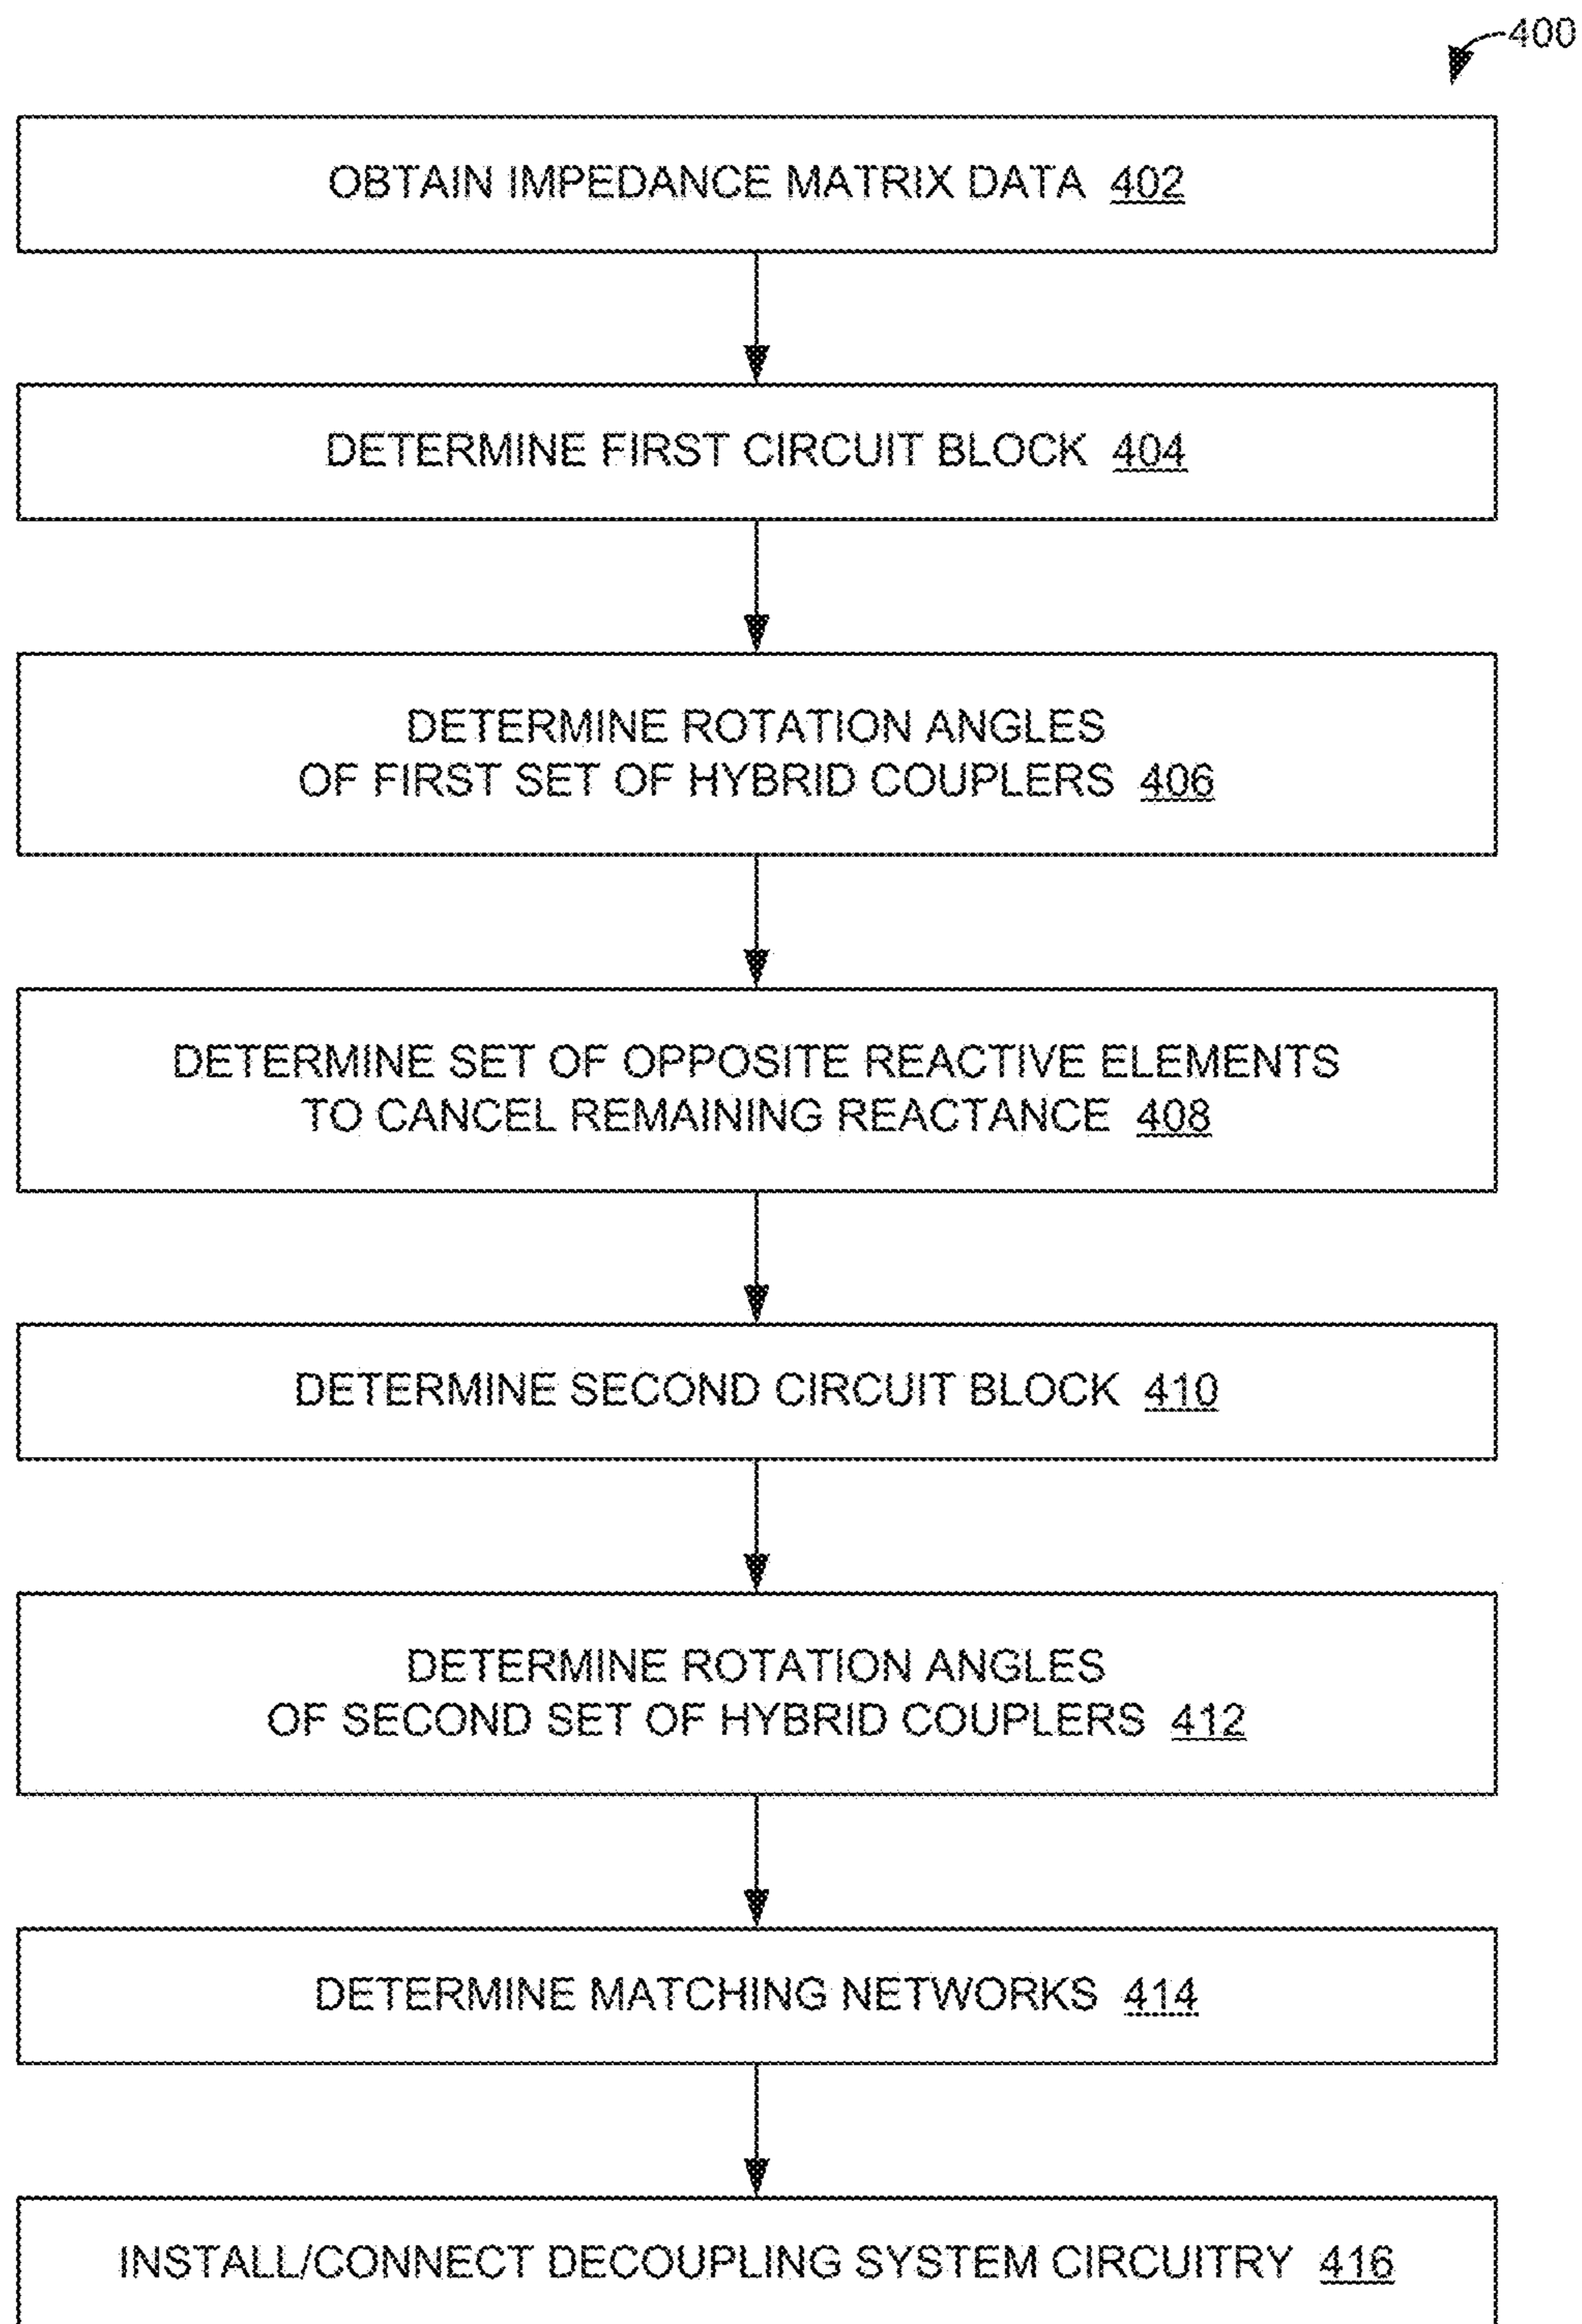 400
OBTAIN IMPEDANCE MATRIX DATA 402
DETERMINE FIRST CIRCUIT BLOCK 404
DETERMINE ROTATION ANGLES
OF FIRST SET OF HYBRID COUPLERS 406
DETERMINE SET OF OPPOSITE REACTIVE ELEMENTS
TO CANCEL REMAINING REACTANCE 408
DETERMINE SECOND CIRCUIT BLOCK 410
DETERMINE ROTATION ANGLES
OF SECOND SET OF HYBRID COUPLERS 412
DETERMINE MATCHING NETWORKS 414
INSTALL/CONNECT DECOUPLING SYSTEM CIRCUITRY 416